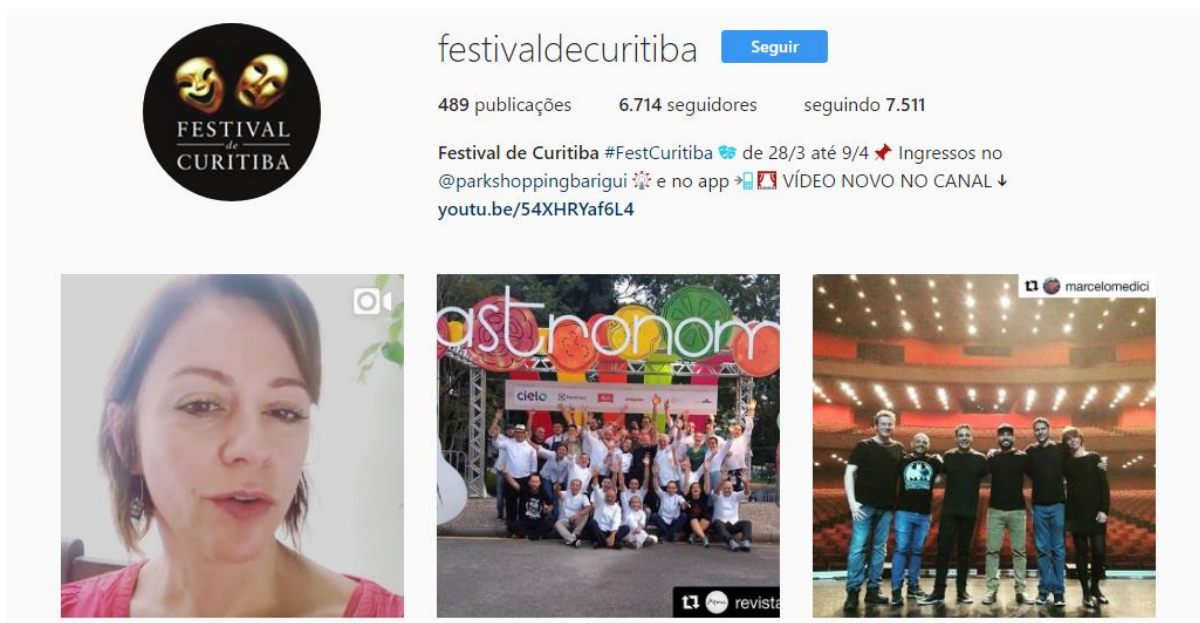 festivaldecuritiba Seguir
489 publicações 6.714 seguidores seguindo 7.511
Festival de Curitiba #FestCuritiba 🎭 de 28/3 até 9/4 📌 Ingressos no
@parkshoppingbarigui 🎡 e no app 📲 🎦 VÍDEO NOVO NO CANAL ↓
youtu.be/54XHRYaf6L4
FESTIVAL
de
CURITIBA
astronom
cielo
revista
marcelomedici